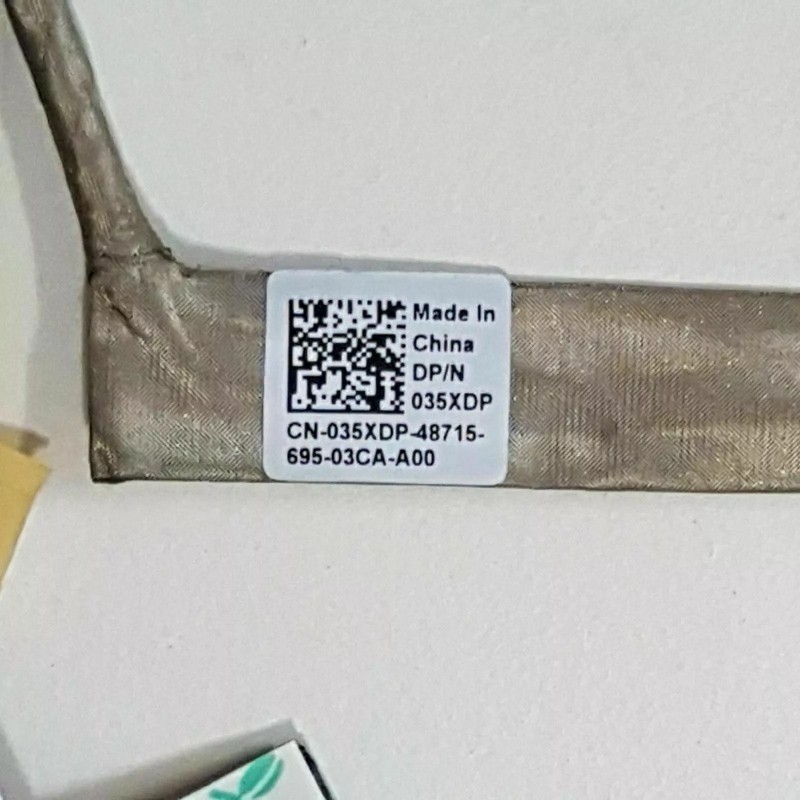 Made In
China
DP/N
035XDP
CN-035XDP-48715-
695-03CA-A00